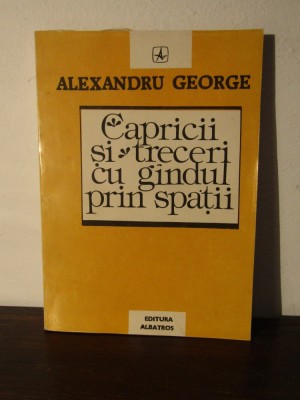 ALEXANDRU GEORGE
Capricii
și treceri
cu gîndul
prin spații
EDITURA
ALBATROS